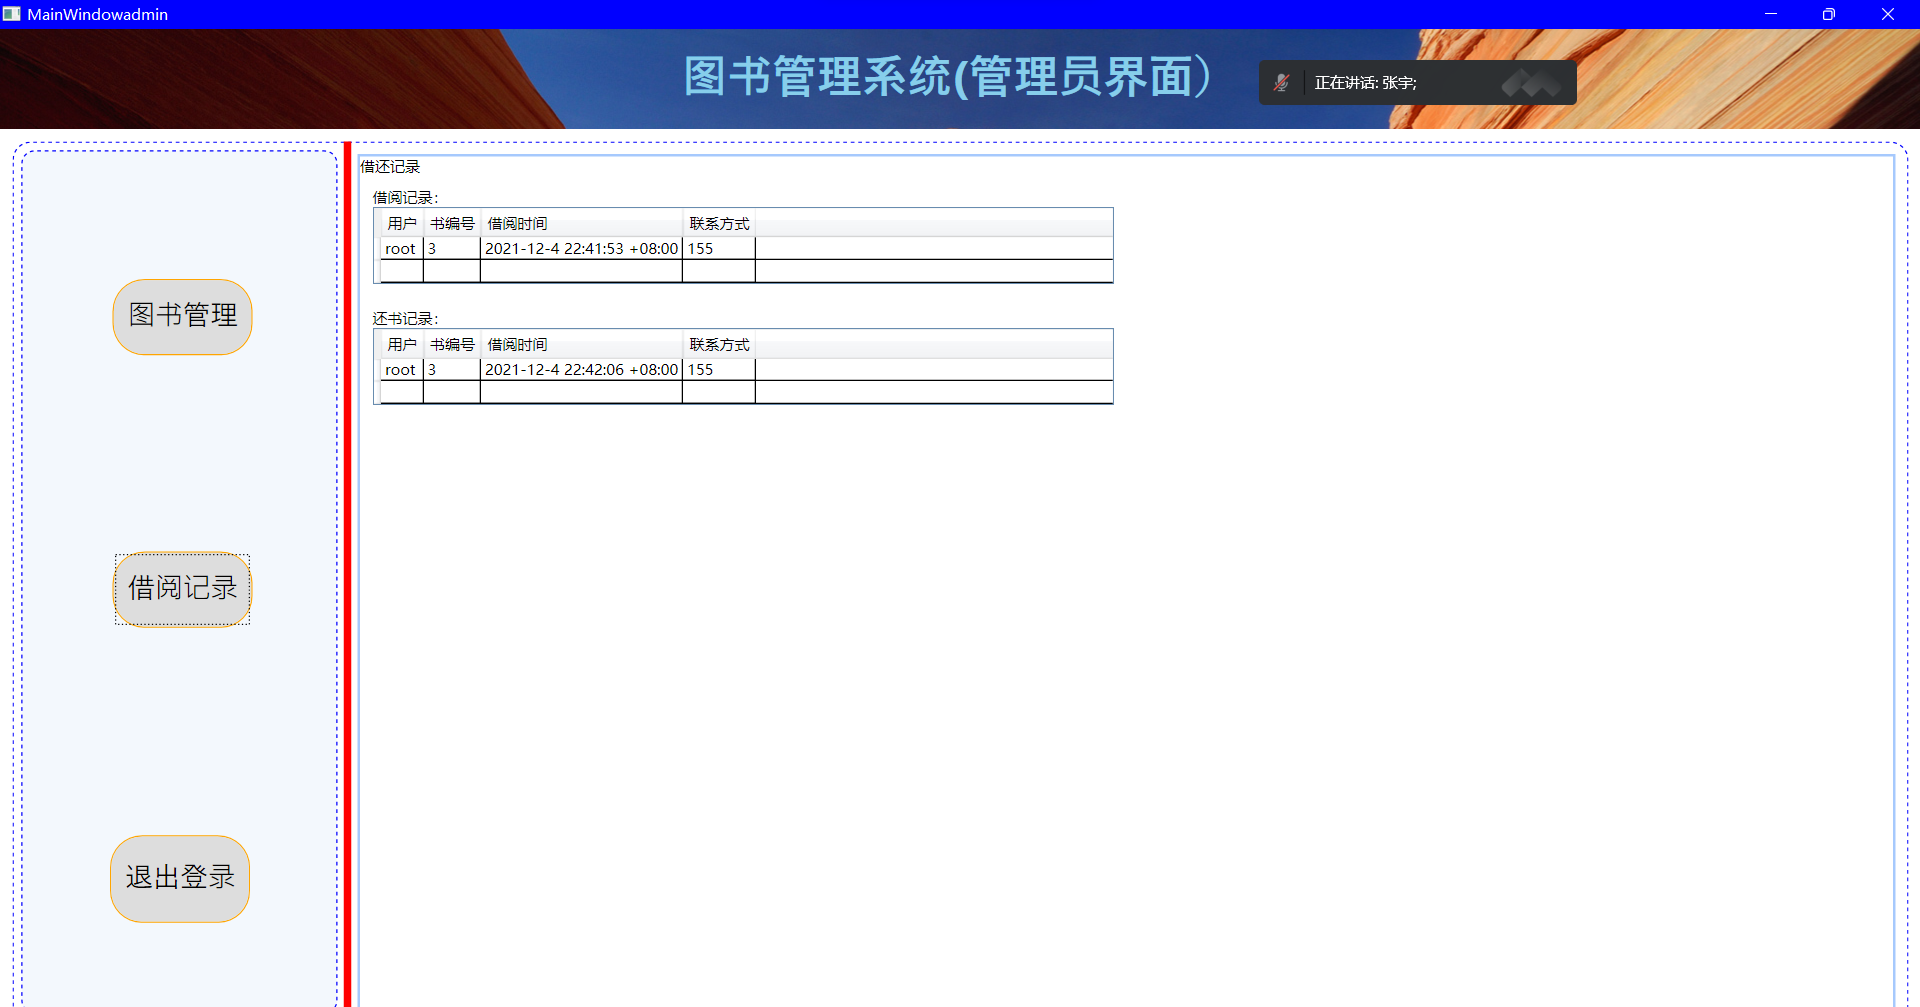 MainWindowadmin
图书管理系统(管理员界面）
正在讲话: 张宇;
图书管理
借阅记录
退出登录
借还记录
借阅记录：
用户 书编号 借阅时间 联系方式
root 3 2021-12-4 22:41:53 +08:00 155
还书记录：
用户 书编号 借阅时间 联系方式
root 3 2021-12-4 22:42:06 +08:00 155